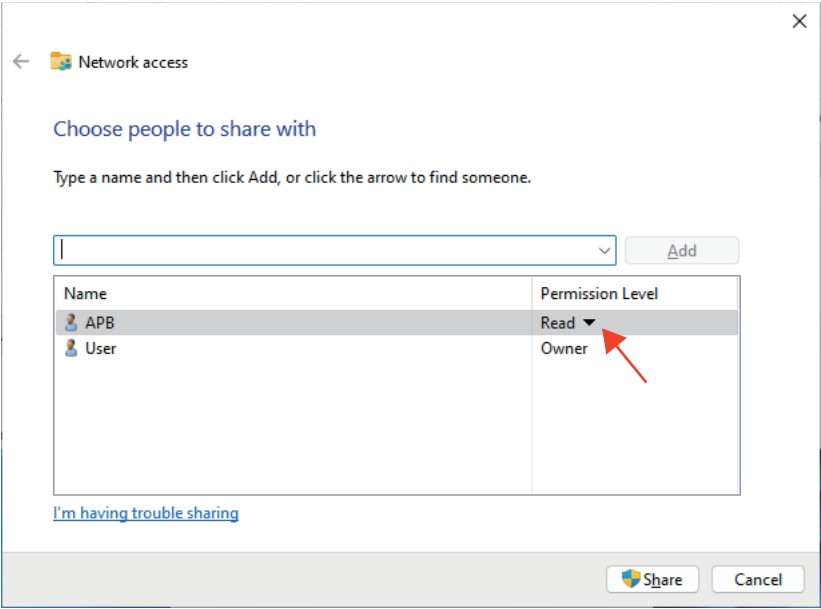 Network access
Choose people to share with
Type a name and then click Add, or click the arrow to find someone.
Add
Name Permission Level
APB Read
User Owner
I'm having trouble sharing
Share Cancel